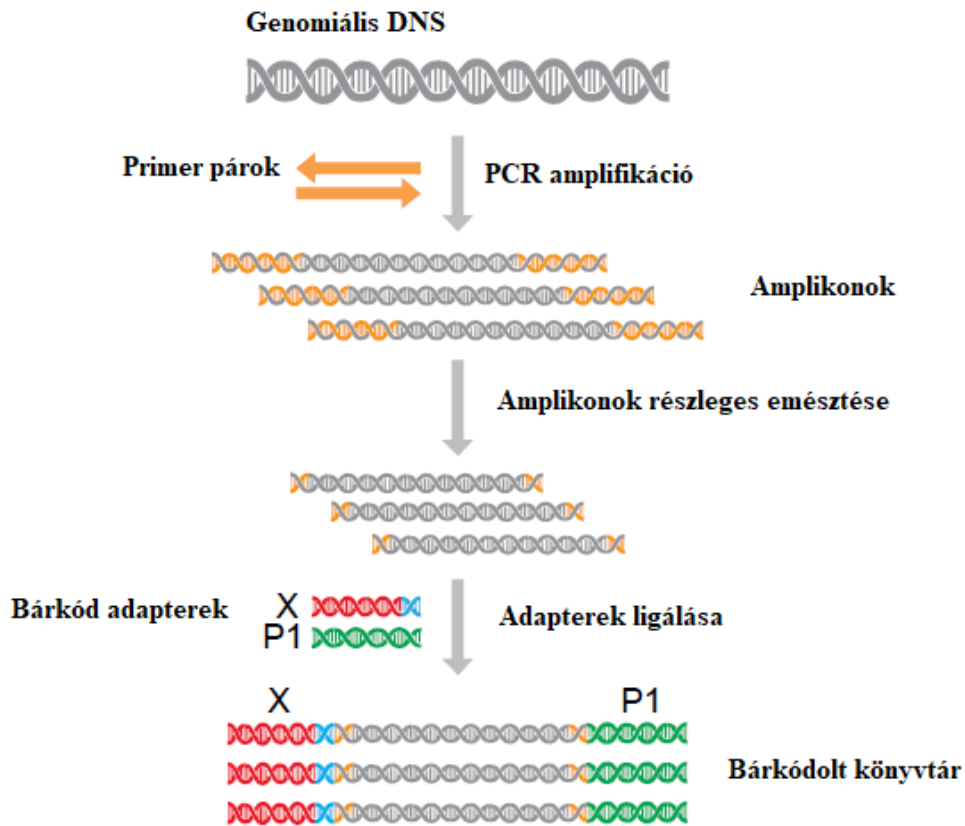 Genomiális DNS
Primer párok
PCR amplifikáció
Amplikonok
Amplikonok részleges emésztése
Bárkód adapterek
X
P1
Adapterek ligálása
X
P1
Bárkódolt könyvtár